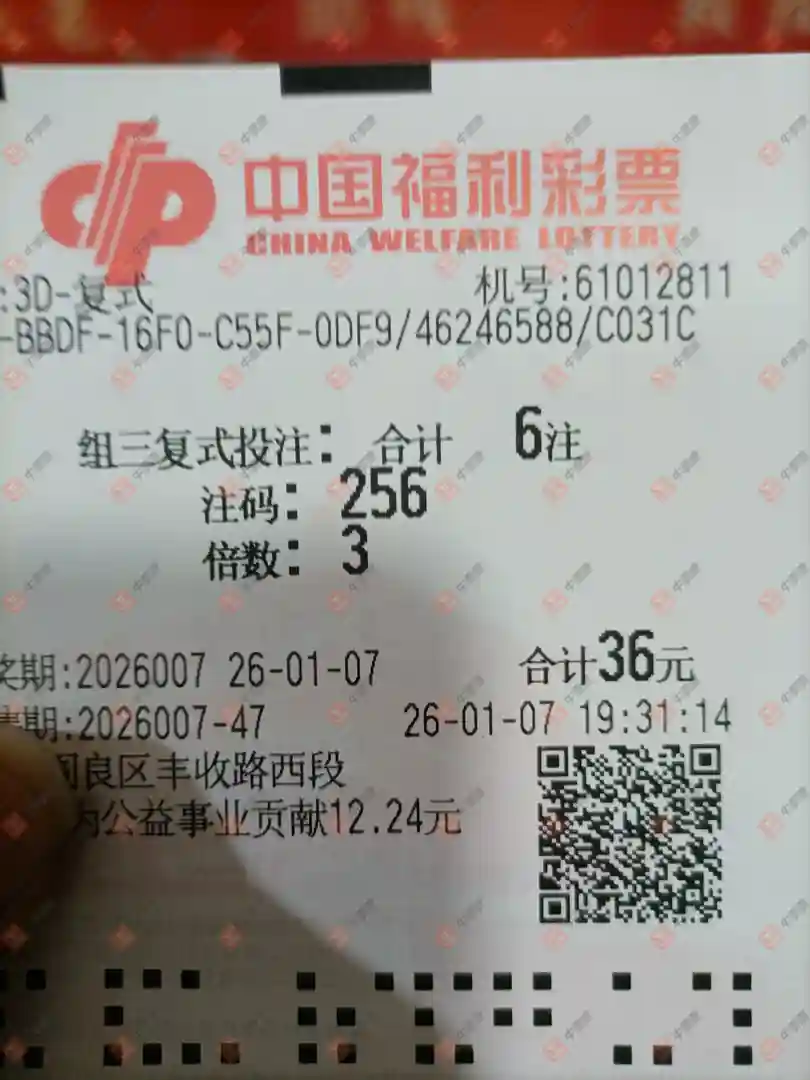 中国福利彩票
CHINA WELFARE LOTTERY
:3D-复式 机号:61012811
-BBDF-16F0-C55F-0DF9/46246588/C031C
组三复式投注: 合计 6注
注码: 256
倍数: 3
奖期:2026007 26-01-07 合计36元
期:2026007-47 26-01-07 19:31:14
良区丰收路西段
为公益事业贡献12.24元